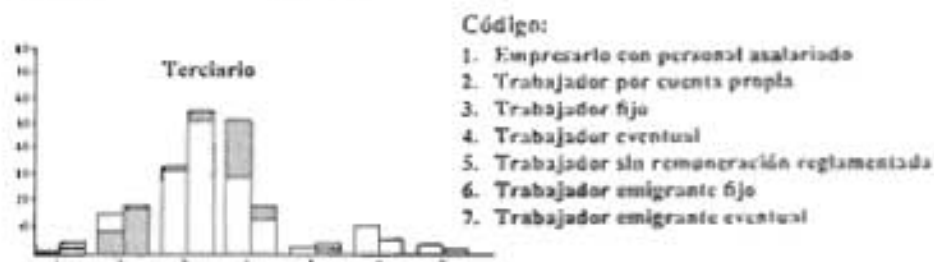 Código:
1. Empresario con personal asalariado
Terciario
2. Trabajador por cuenta propia
3. Trabajador fijo
4. Trabajador eventual
5. Trabajador sin remuneración reglamentada
6. Trabajador emigrante fijo
7. Trabajador emigrante eventual